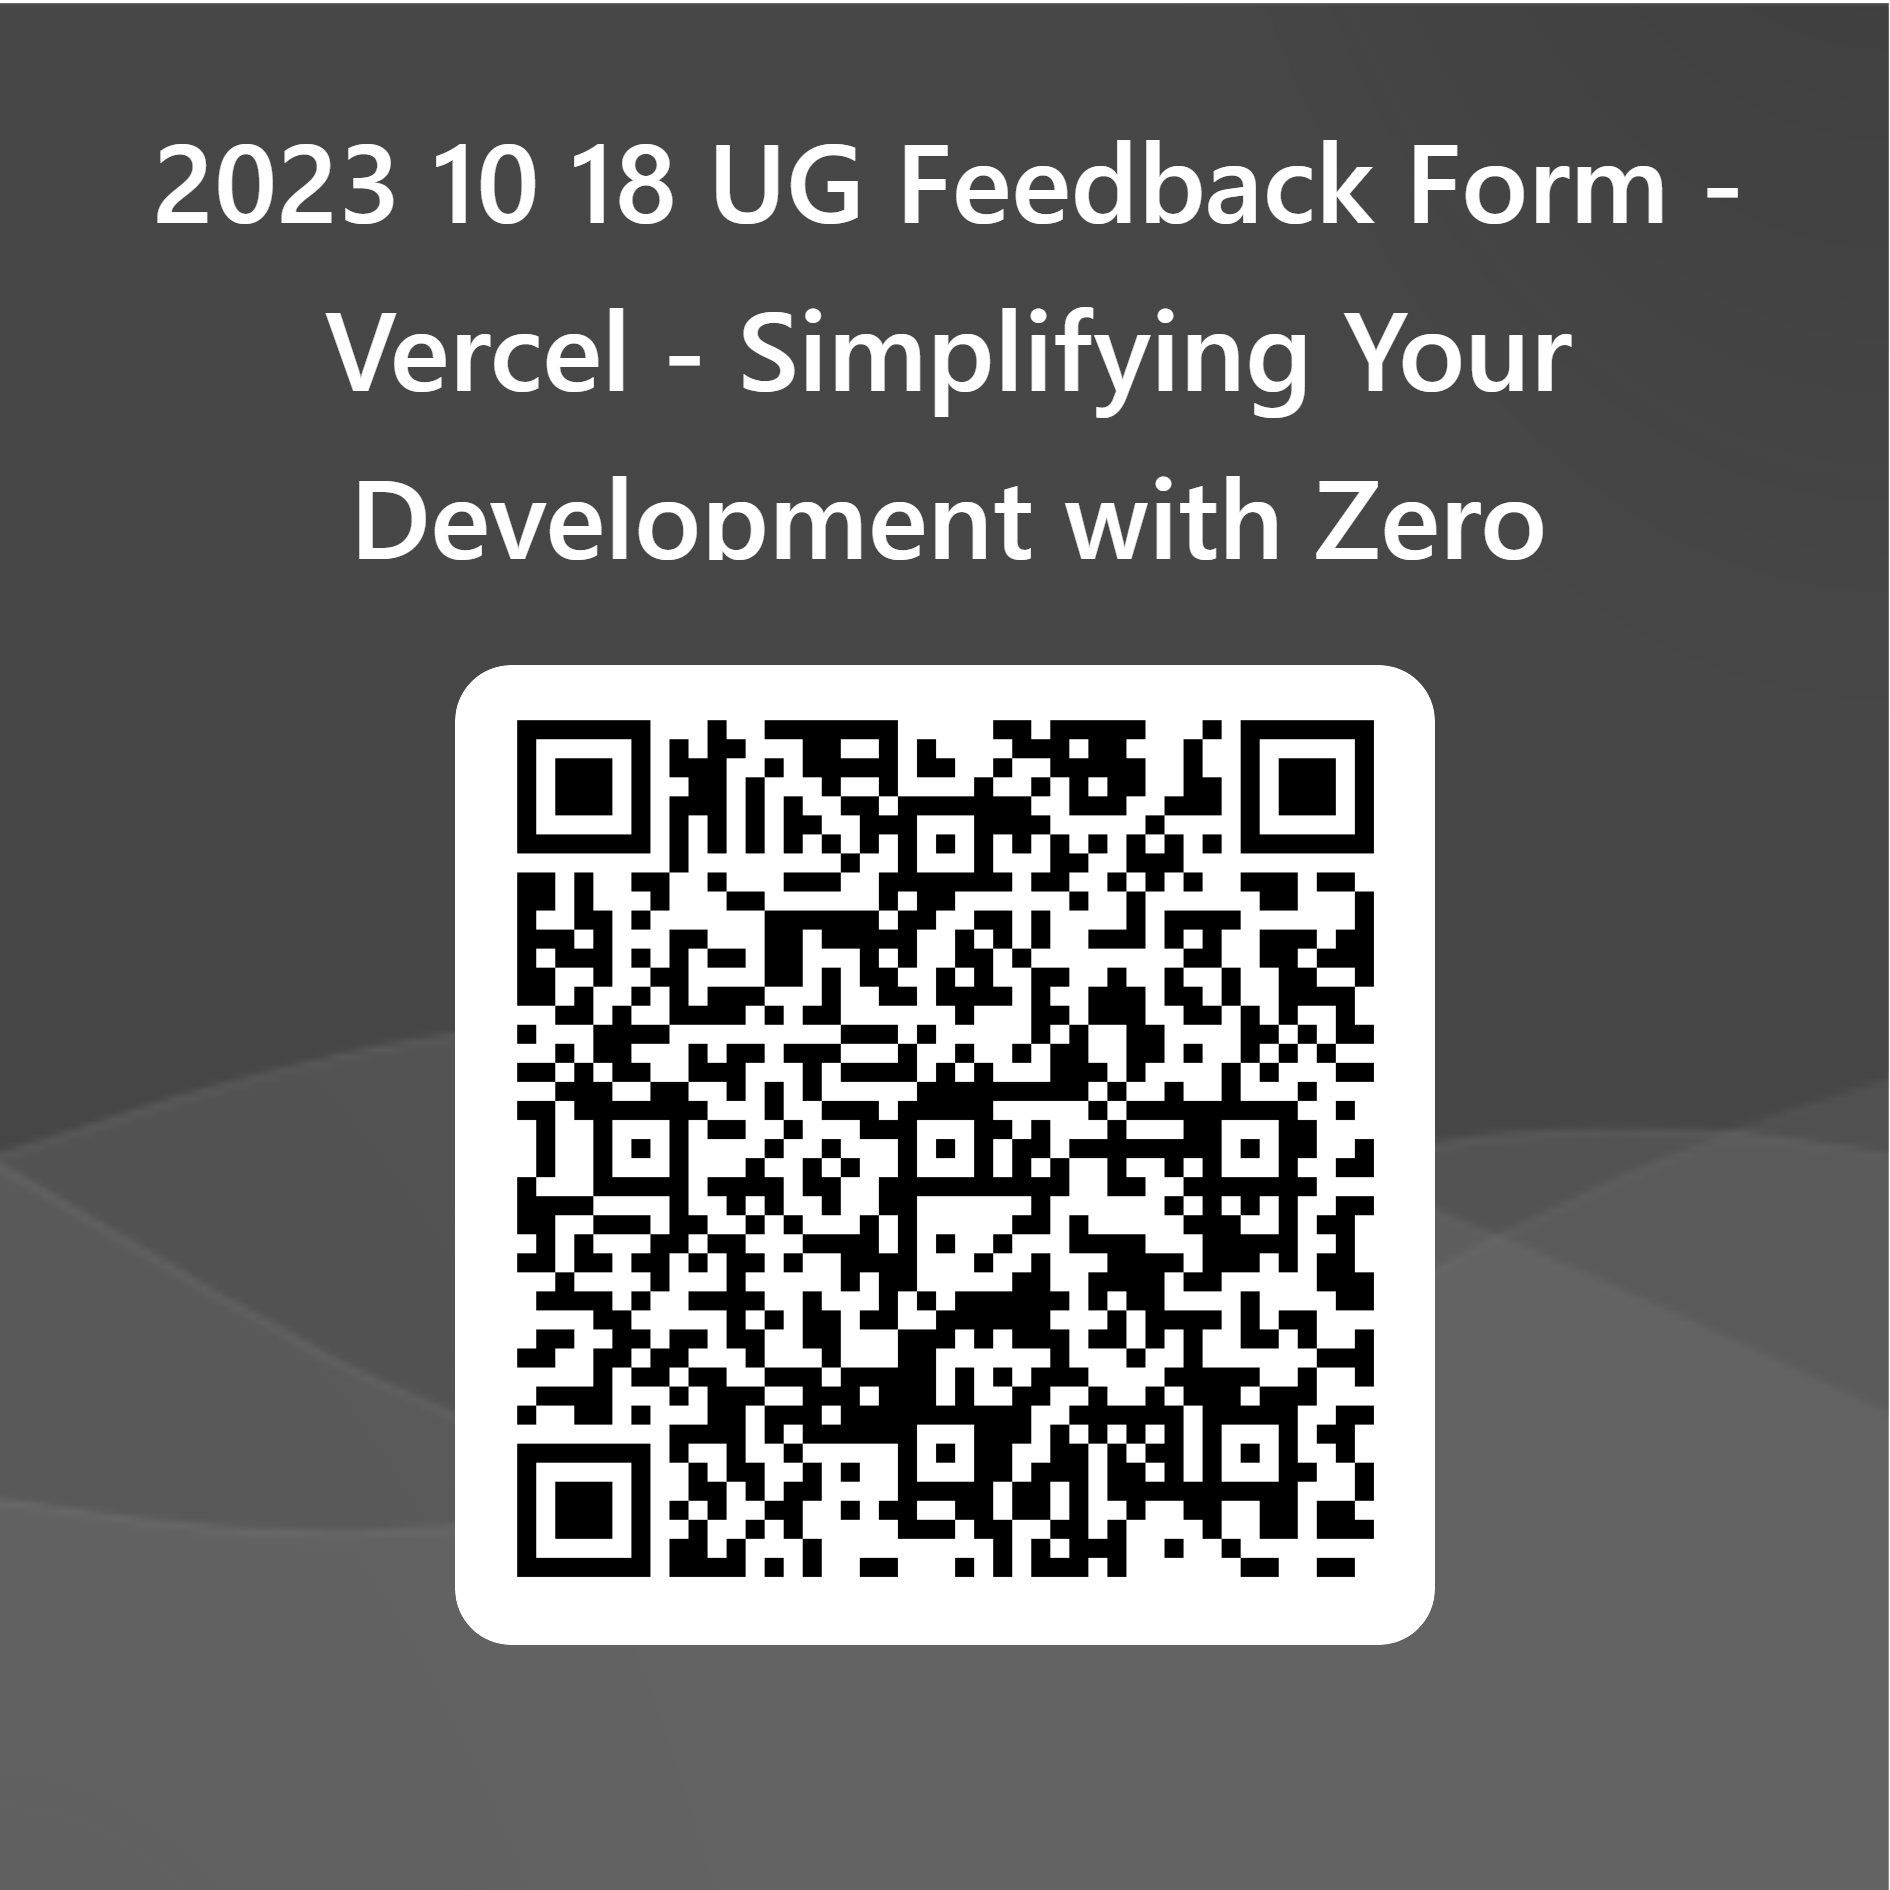 2023 10 18 UG Feedback Form -
Vercel - Simplifying Your
Development with Zero